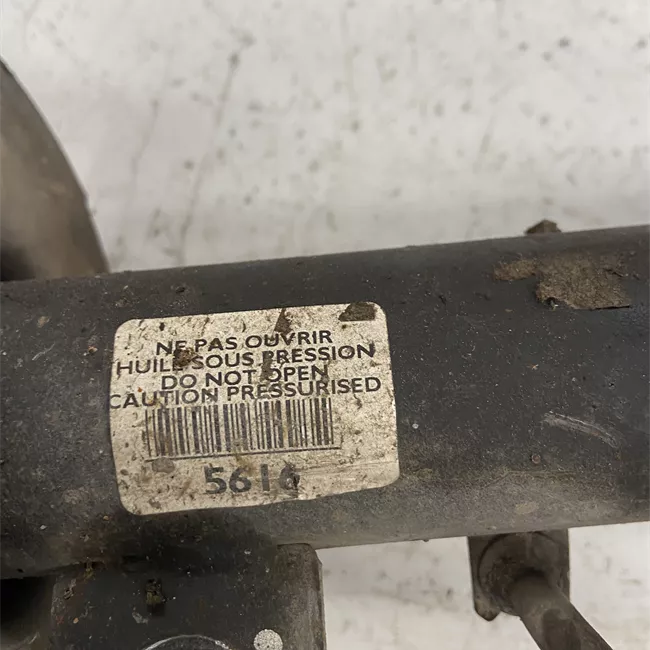 NE PAS OUVRIR
HUILE SOUS PRESSION
DO NOT OPEN
CAUTION PRESSURISED
5616